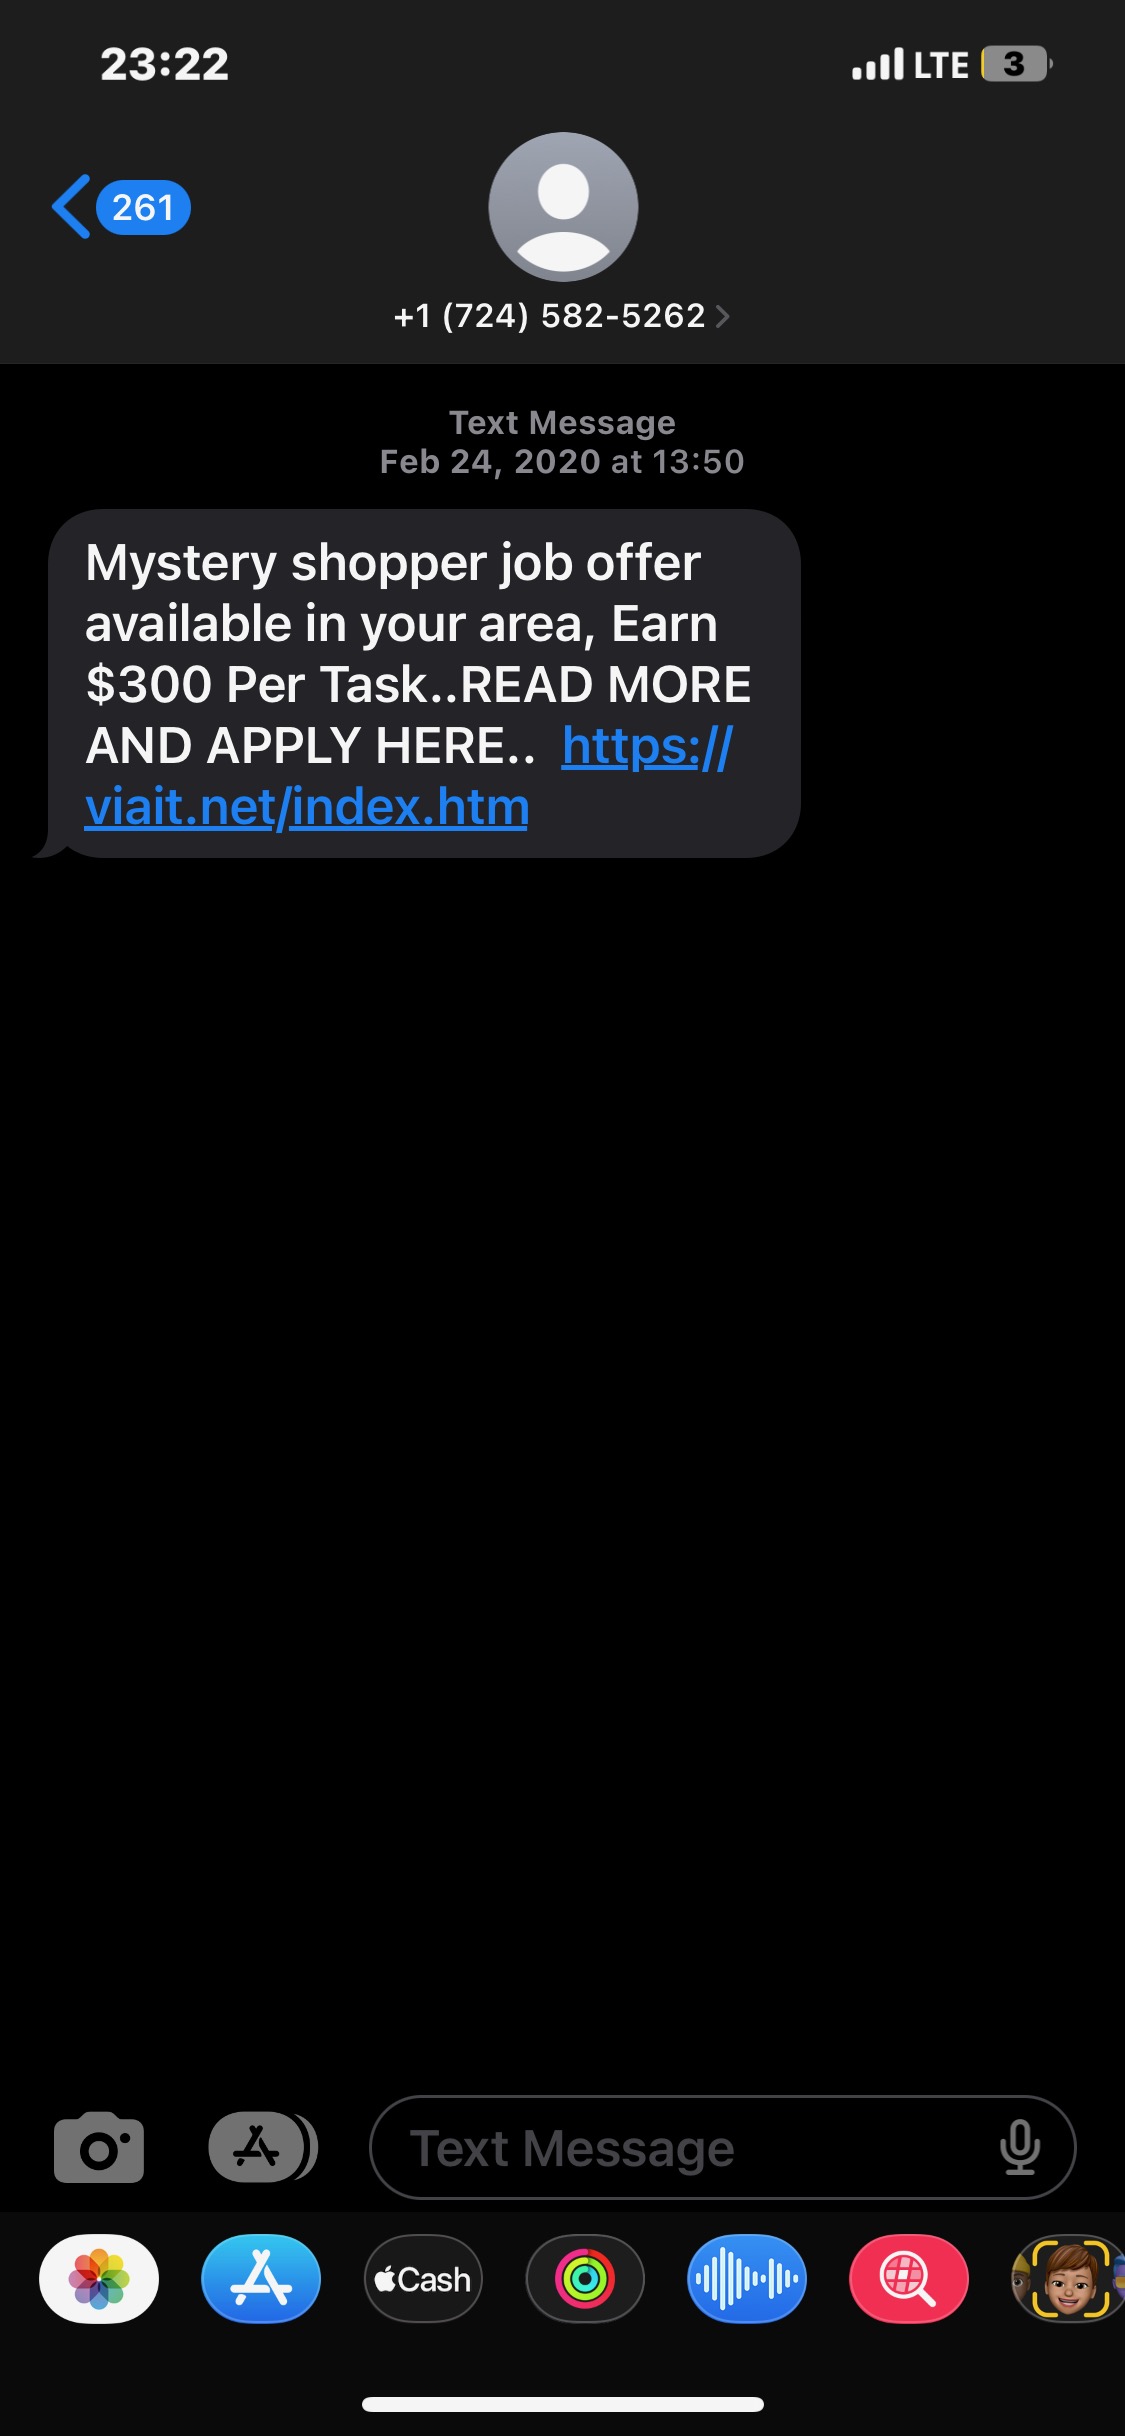 23:22
LTE 3
261
+1 (724) 582-5262
Text Message
Feb 24, 2020 at 13:50
Mystery shopper job offer
available in your area, Earn
$300 Per Task..READ MORE
AND APPLY HERE..  https://
viait.net/index.htm
Text Message
Cash